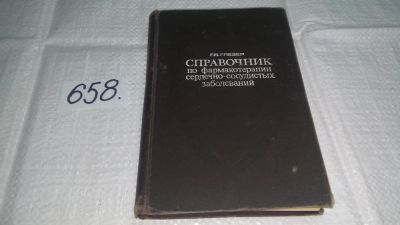 658.
Г.А. ГЛЕЗЕР
СПРАВОЧНИК
по фармакотерапии
сердечно-сосудистых
заболеваний